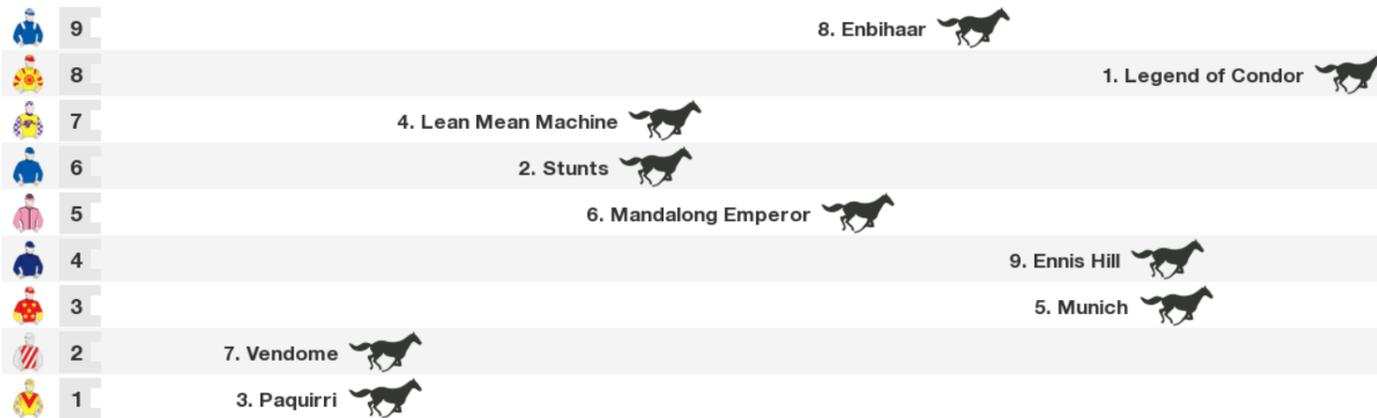 9 8. Enbihaar
8 1. Legend of Condor
7 4. Lean Mean Machine
6 2. Stunts
5 6. Mandalong Emperor
4 9. Ennis Hill
3 5. Munich
2 7. Vendome
1 3. Paquirri